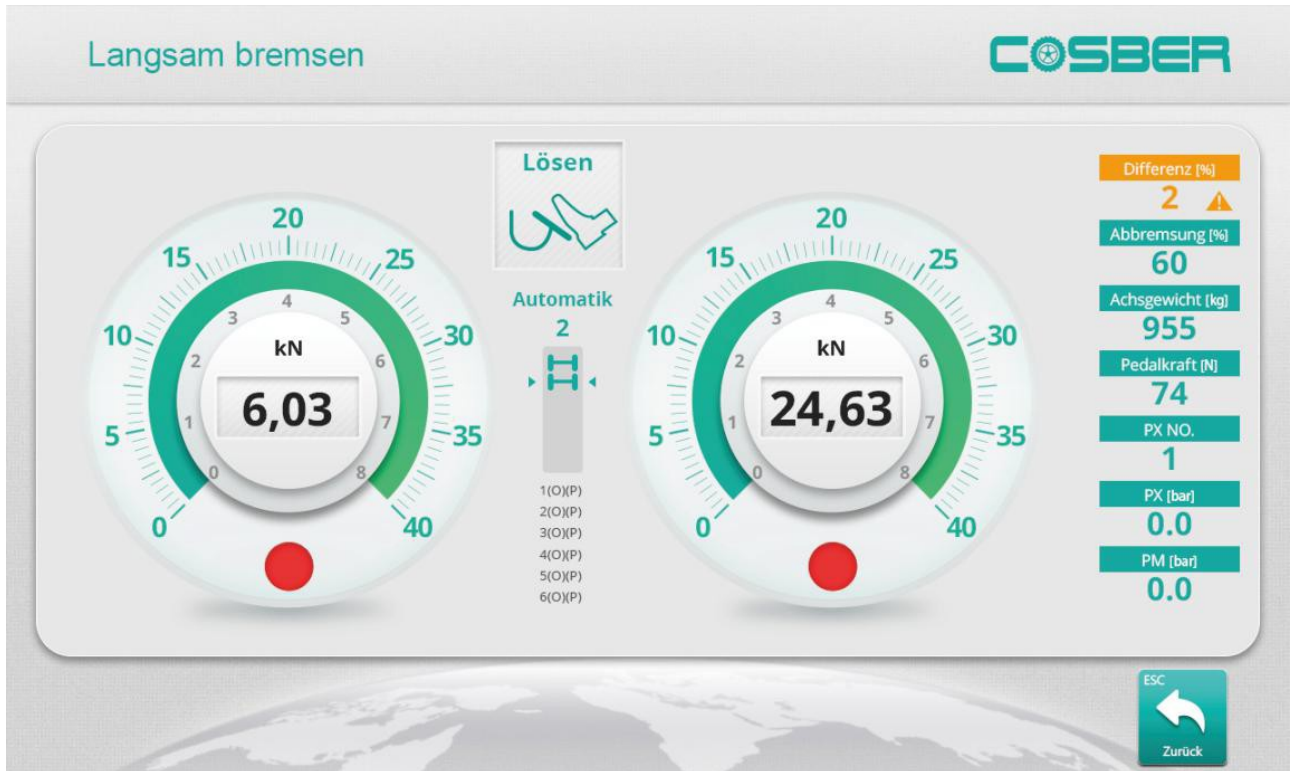 Langsam bremsen
COSBER
0
5
10
15
20
25
30
35
40
0
1
2
3
4
5
6
7
8
kN
6,03
Lösen
Automatik
2
1(O)(P)
2(O)(P)
3(O)(P)
4(O)(P)
5(O)(P)
6(O)(P)
0
5
10
15
20
25
30
35
40
0
1
2
3
4
5
6
7
8
kN
24,63
Differenz [%]
2
Abbremsung [%]
60
Achsgewicht [kg]
955
Pedalkraft [N]
74
PX NO.
1
PX [bar]
0.0
PM [bar]
0.0
ESC
Zurück